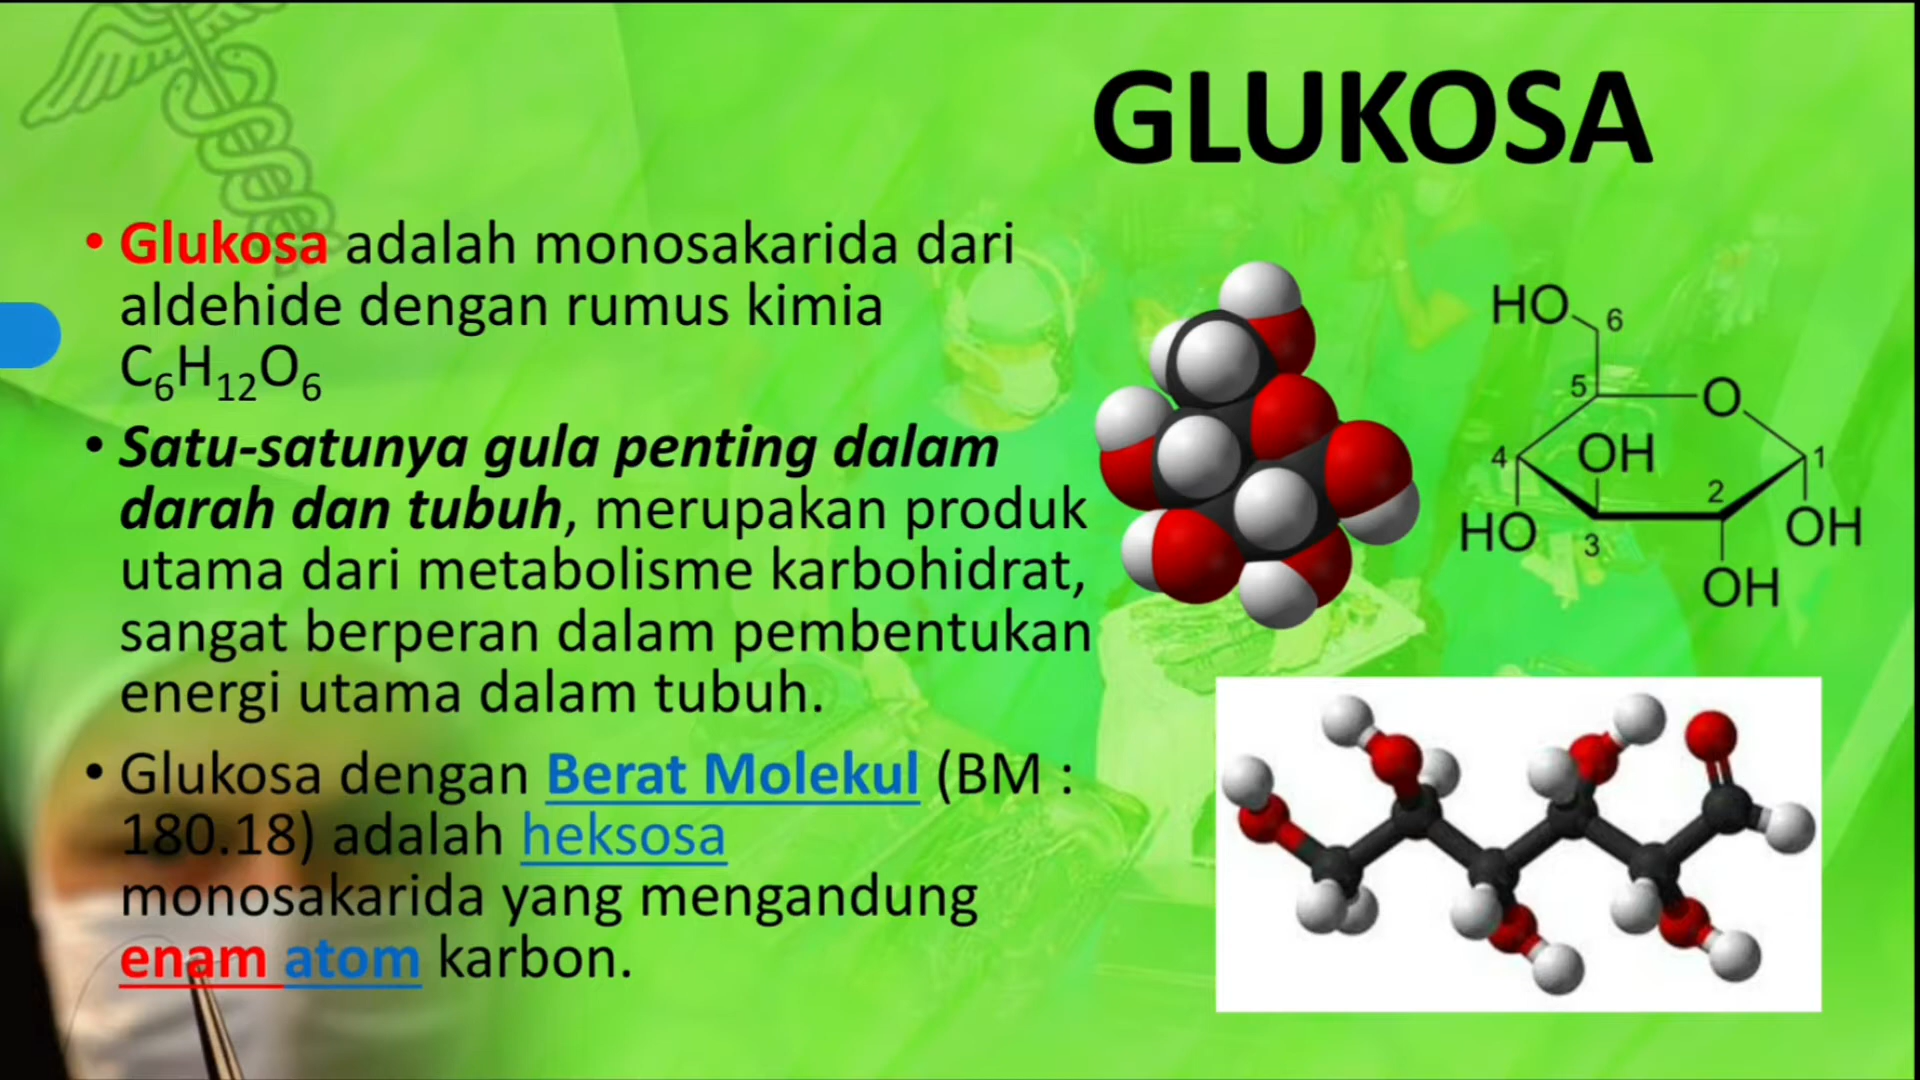 GLUKOSA
• Glukosa adalah monosakarida dari
aldehide dengan rumus kimia
C₆H₁₂O₆
• Satu-satunya gula penting dalam
darah dan tubuh, merupakan produk
utama dari metabolisme karbohidrat,
sangat berperan dalam pembentukan
energi utama dalam tubuh.
• Glukosa dengan Berat Molekul (BM :
180.18) adalah heksosa
monosakarida yang mengandung
enam atom karbon.
HO 6
5 O
4 OH 1
2
HO 3 OH
OH